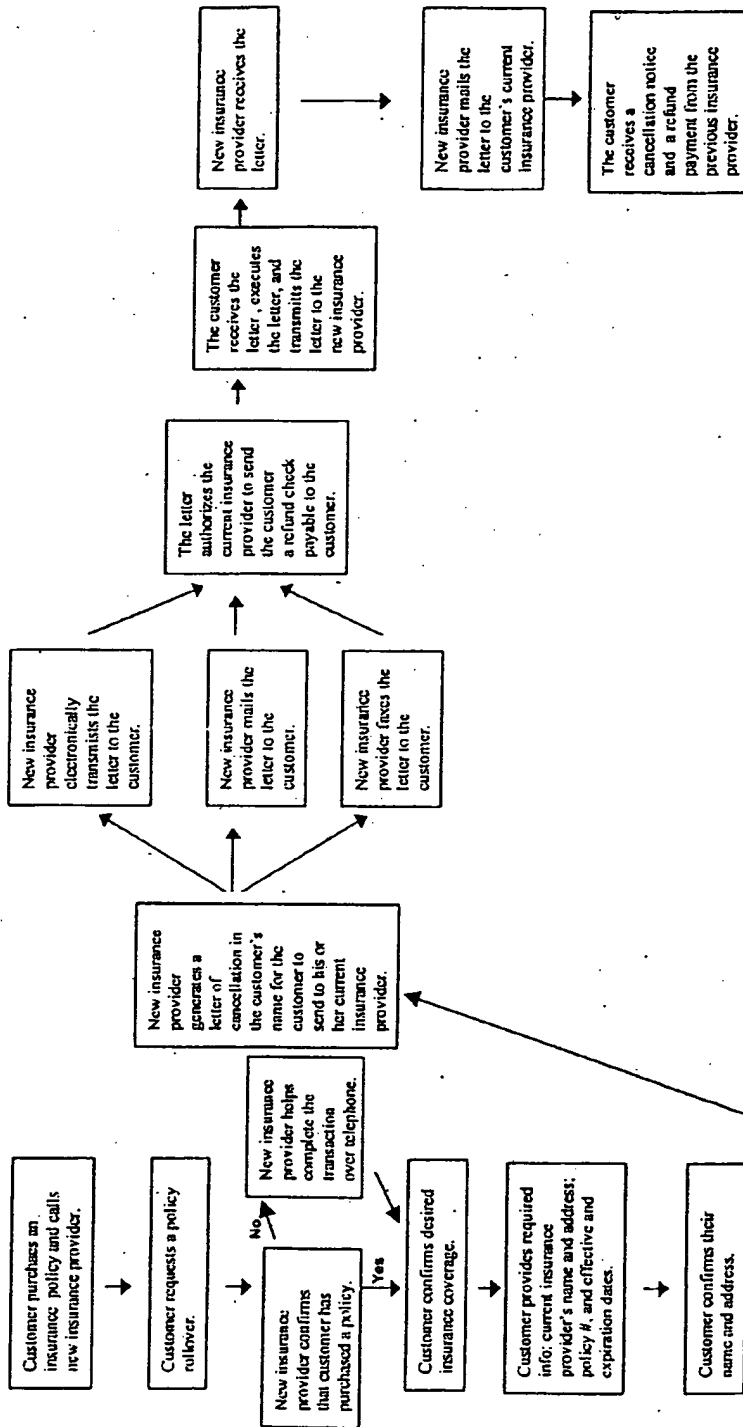 Customer purchaes an
insurance policy and calls
new insurance provider.
Customer requests a policy
rollover.
New insurance
provider confirms
that customer has
purchased a policy.
No
Yes
New insurance
provider helps
complete the
transaction
over telephone.
Customer confirms desired
insurance coverage.
Customer provides required
info: current insurance
provider's name and address;
policy #, and effective and
expiration dates.
Customer confirms their
name and address.
New insurance
provider
generates a
letter of
cancellation in
the customer's
name for the
customer to
send to his or
her current
insurance
provider.
New insurance
provider
electronically
transmists the
letter to the
customer.
New insurance
provider mails the
letter to the
customer.
New insurance
provider faxes the
letter to the
customer.
The letter
authorizes the
current insurance
provider to send
the customer
a refund check
payable to the
customer.
The customer
receives the
letter , executes
the letter, and
transmitts the
letter to the
new insurance
provider.
New insurance
provider receives the
letter.
New insurance
provider mails the
letter to the
customer's current
insurance provider.
The customer
receives a
cancellation notice
and a refund
payment from the
previous insurance
provider.